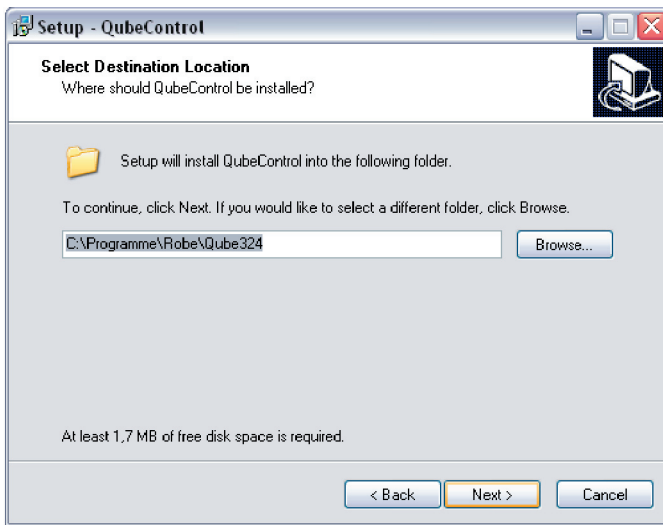 Setup - QubeControl
Select Destination Location
Where should QubeControl be installed?
Setup will install QubeControl into the following folder.
To continue, click Next. If you would like to select a different folder, click Browse.
C:\Programme\Robe\Qube324
Browse...
At least 1,7 MB of free disk space is required.
< Back Next > Cancel